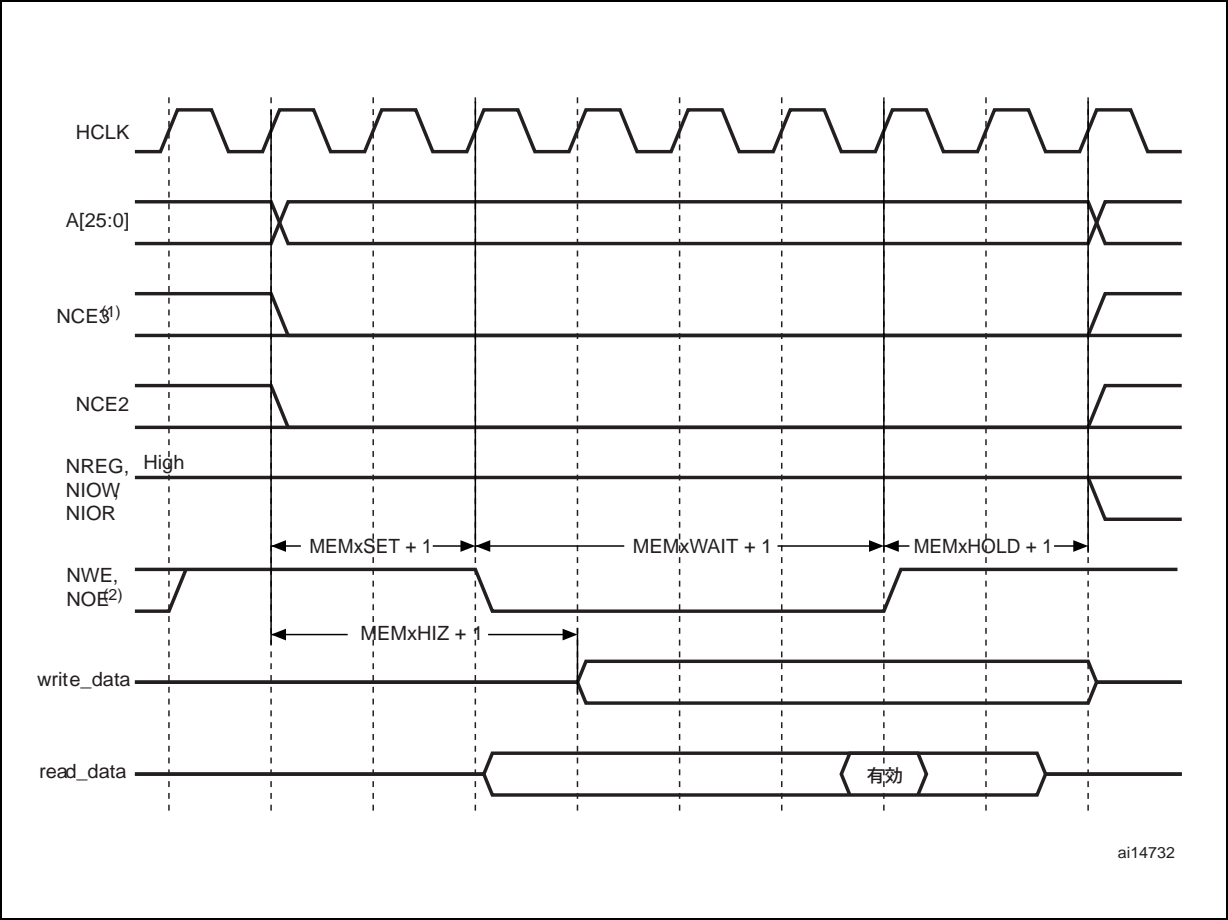 HCLK
A[25:0]
NCE3(1)
NCE2
NREG,
High
NIOW,
NIOR
MEMxSET + 1
MEMxWAIT + 1
MEMxHOLD + 1
NWE,
NOE(2)
MEMxHIZ + 1
write_data
read_data
有効
ai14732